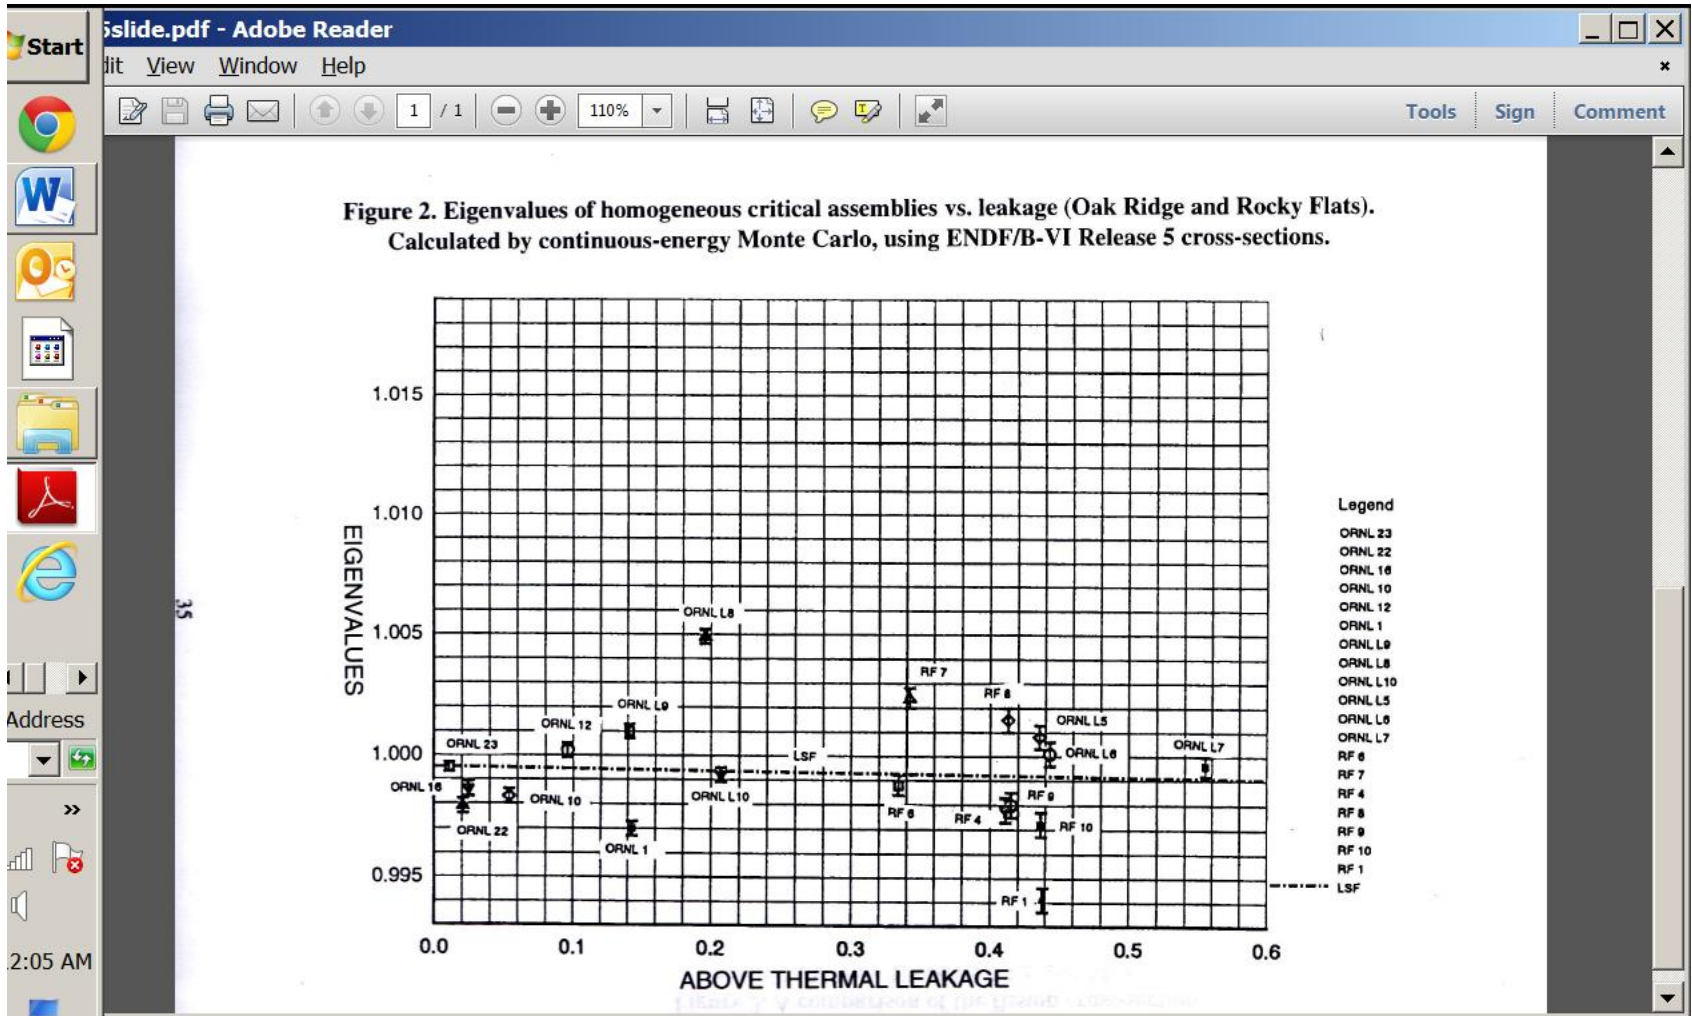 Start
5slide.pdf - Adobe Reader
dit View Window Help
1 / 1
110%
Tools Sign Comment
Figure 2. Eigenvalues of homogeneous critical assemblies vs. leakage (Oak Ridge and Rocky Flats).
Calculated by continuous-energy Monte Carlo, using ENDF/B-VI Release 5 cross-sections.
35
EIGENVALUES
1.015
1.010
1.005
1.000
0.995
ORNL L8
RF 7
RF 8
ORNL L9
ORNL 12
ORNL L5
ORNL 23
LSF
ORNL L6
ORNL L7
ORNL 16
ORNL 10
ORNL L10
RF 6
RF 9
RF 4
ORNL 22
RF 10
ORNL 1
RF 1
0.0 0.1 0.2 0.3 0.4 0.5 0.6
ABOVE THERMAL LEAKAGE
Legend
ORNL 23
ORNL 22
ORNL 16
ORNL 10
ORNL 12
ORNL 1
ORNL L9
ORNL L8
ORNL L10
ORNL L5
ORNL L6
ORNL L7
RF 6
RF 7
RF 4
RF 8
RF 9
RF 10
RF 1
LSF
Address
»
2:05 AM